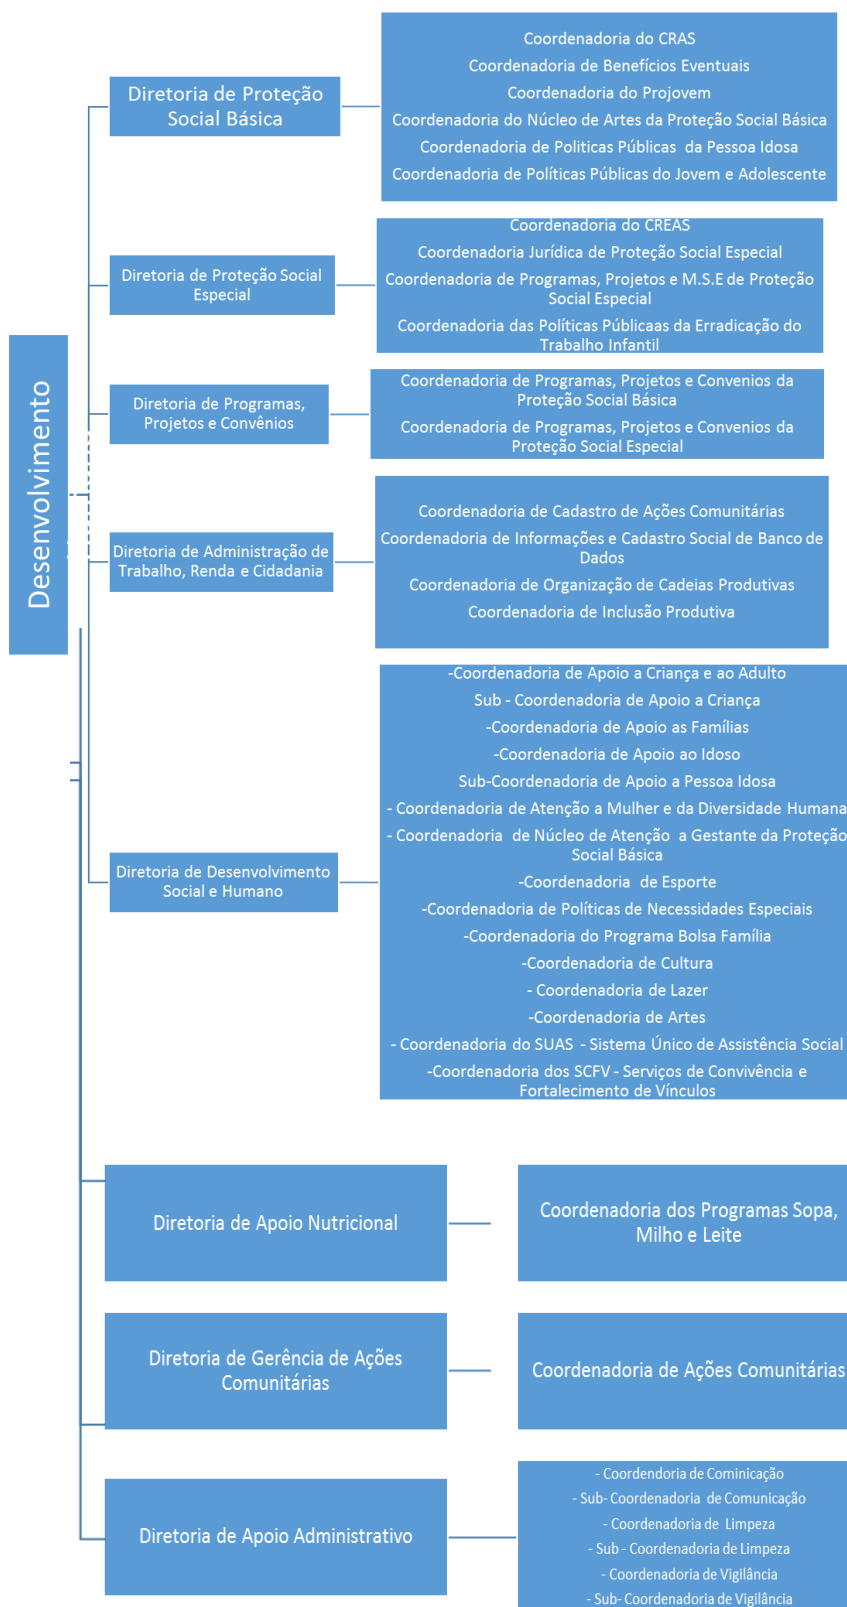 Desenvolvimento
Diretoria de Proteção
Social Básica
Coordenadoria do CRAS
Coordenadoria de Benefícios Eventuais
Coordenadoria do Projovem
Coordenadoria do Núcleo de Artes da Proteção Social Básica
Coordenadoria de Politicas Públicas da Pessoa Idosa
Coordenadoria de Políticas Públicas do Jovem e Adolescente
Diretoria de Proteção Social
Especial
Coordenadoria do CREAS
Coordenadoria Jurídica de Proteção Social Especial
Coordenadoria de Programas, Projetos e M.S.E de Proteção
Social Especial
Coordenadoria das Políticas Públicaas da Erradicação do
Trabalho Infantil
Diretoria de Programas,
Projetos e Convênios
Coordenadoria de Programas, Projetos e Convenios da
Proteção Social Básica
Coordenadoria de Programas, Projetos e Convenios da
Proteção Social Especial
Diretoria de Administração de
Trabalho, Renda e Cidadania
Coordenadoria de Cadastro de Ações Comunitárias
Coordenadoria de Informações e Cadastro Social de Banco de
Dados
Coordenadoria de Organização de Cadeias Produtivas
Coordenadoria de Inclusão Produtiva
Diretoria de Desenvolvimento
Social e Humano
-Coordenadoria de Apoio a Criança e ao Adulto
Sub - Coordenadoria de Apoio a Criança
-Coordenadoria de Apoio as Famílias
-Coordenadoria de Apoio ao Idoso
Sub-Coordenadoria de Apoio a Pessoa Idosa
- Coordenadoria de Atenção a Mulher e da Diversidade Humana
- Coordenadoria de Núcleo de Atenção a Gestante da Proteção
Social Básica
-Coordenadoria de Esporte
-Coordenadoria de Políticas de Necessidades Especiais
-Coordenadoria do Programa Bolsa Família
-Coordenadoria de Cultura
- Coordenadoria de Lazer
-Coordenadoria de Artes
- Coordenadoria do SUAS - Sistema Único de Assistência Social
-Coordenadoria dos SCFV - Serviços de Convivência e
Fortalecimento de Vínculos
Diretoria de Apoio Nutricional
Coordenadoria dos Programas Sopa,
Milho e Leite
Diretoria de Gerência de Ações
Comunitárias
Coordenadoria de Ações Comunitárias
Diretoria de Apoio Administrativo
- Coordendoria de Cominicação
- Sub- Coordenadoria de Comunicação
- Coordenadoria de Limpeza
- Sub - Coordenadoria de Limpeza
- Coordenadoria de Vigilância
- Sub- Coordenadoria de Vigilância